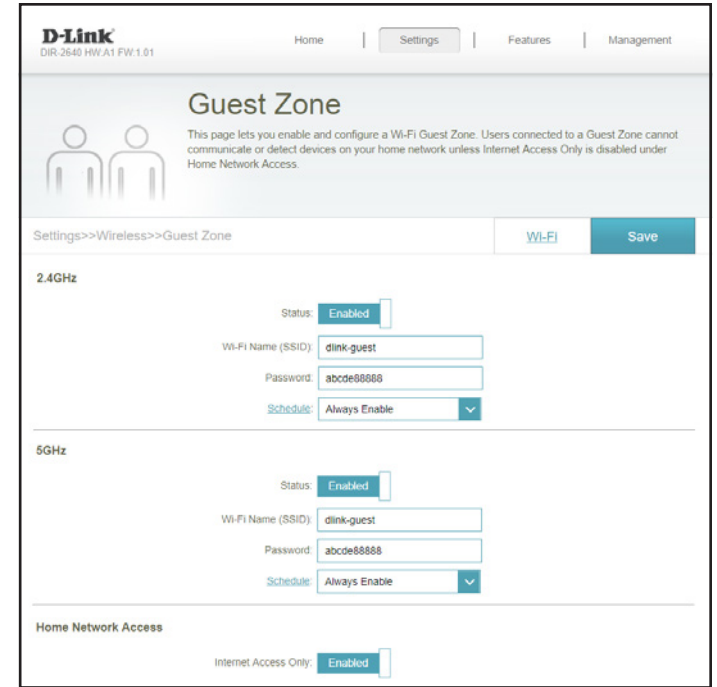 D-Link
DIR-2640 HW:A1 FW:1.01
Home | Settings | Features | Management
Guest Zone
This page lets you enable and configure a Wi-Fi Guest Zone. Users connected to a Guest Zone cannot
communicate or detect devices on your home network unless Internet Access Only is disabled under
Home Network Access.
Settings>>Wireless>>Guest Zone
Wi-Fi
Save
2.4GHz
Status: Enabled
Wi-Fi Name (SSID): dlink-guest
Password: abcde88888
Schedule: Always Enable
5GHz
Status: Enabled
Wi-Fi Name (SSID): dlink-guest
Password: abcde88888
Schedule: Always Enable
Home Network Access
Internet Access Only: Enabled